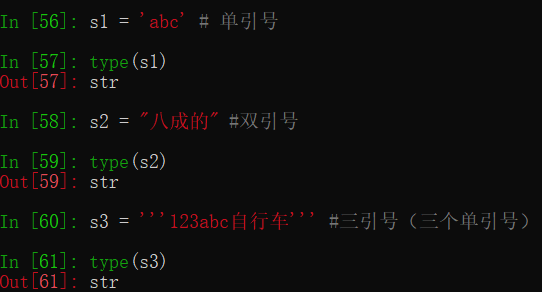 In [56]: s1 = 'abc' # 单引号
In [57]: type(s1)
Out[57]: str
In [58]: s2 = "八成的" #双引号
In [59]: type(s2)
Out[59]: str
In [60]: s3 = '''123abc自行车''' #三引号（三个单引号）
In [61]: type(s3)
Out[61]: str